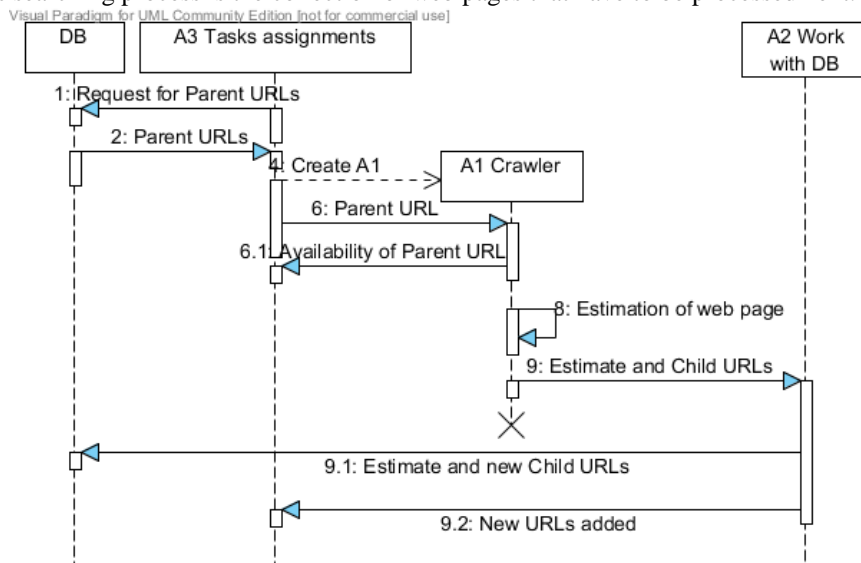 Visual Paradigm for UML Community Edition [not for commercial use]
DB
A3 Tasks assignments
A2 Work
with DB
1: Request for Parent URLs
2: Parent URLs
4: Create A1
A1 Crawler
6: Parent URL
6.1: Availability of Parent URL
8: Estimation of web page
9: Estimate and Child URLs
9.1: Estimate and new Child URLs
9.2: New URLs added